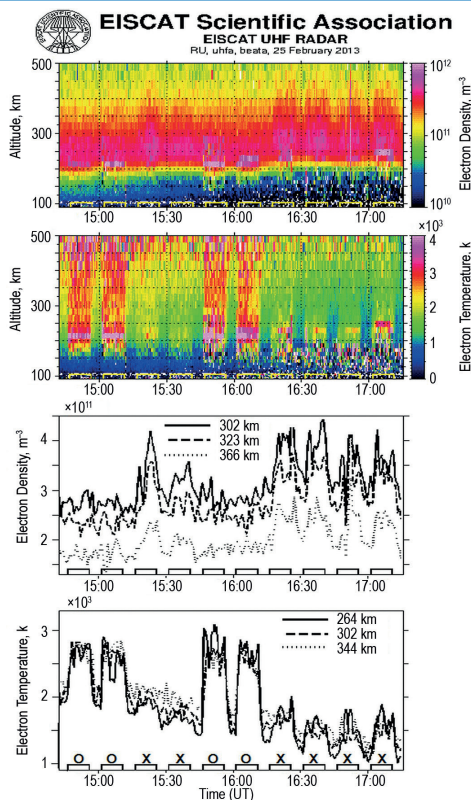 EISCAT Scientific Association
EISCAT UHF RADAR
RU, uhfa, beata, 25 February 2013
500
300
100
Altitude, km
15:00 15:30 16:00 16:30 17:00
10¹²
10¹¹
10¹⁰
Electron Density, m⁻³
500
300
100
Altitude, km
15:00 15:30 16:00 16:30 17:00
×10³
4
3
2
1
0
Electron Temperature, k
×10¹¹
4
3
2
Electron Density, m⁻³
302 km
323 km
366 km
15:00 15:30 16:00 16:30 17:00
×10³
3
2
1
Electron Temperature, k
264 km
302 km
344 km
O O X X O O X X X X
15:00 15:30 16:00 16:30 17:00
Time (UT)